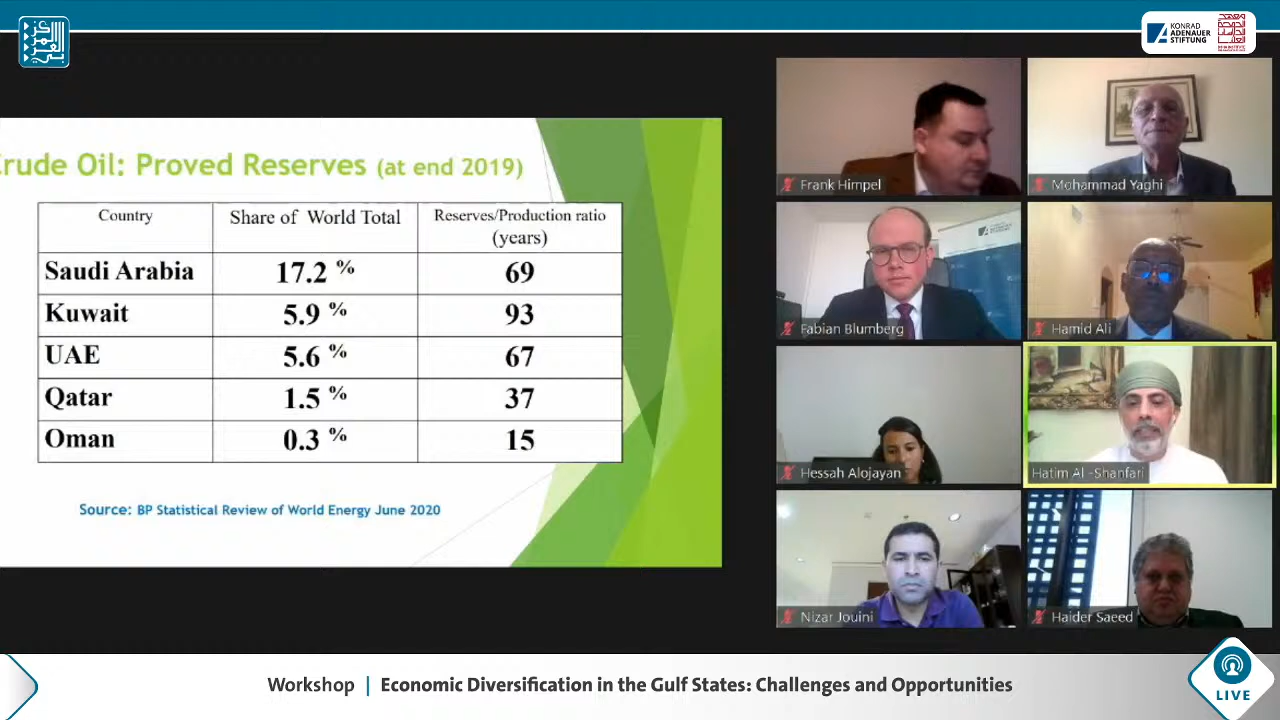 KONRAD
ADENAUER
STIFTUNG
rude Oil: Proved Reserves (at end 2019)
Country Share of World Total Reserves/Production ratio
(years)
Saudi Arabia 17.2 % 69
Kuwait 5.9 % 93
UAE 5.6 % 67
Qatar 1.5 % 37
Oman 0.3 % 15
Source: BP Statistical Review of World Energy June 2020
Frank Himpel
Mohammad Yaghi
Fabian Blumberg
Hamid Ali
Hessah Alojayan
Hatim Al -Shanfari
Nizar Jouini
Haider Saeed
Workshop | Economic Diversification in the Gulf States: Challenges and Opportunities
LIVE